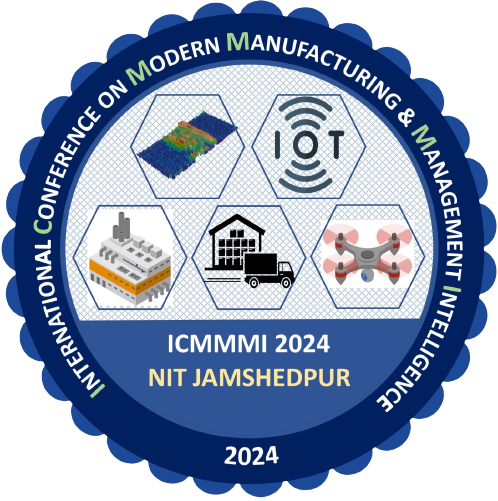 INTERNATIONAL CONFERENCE ON MODERN MANUFACTURING & MANAGEMENT INTELLIGENCE
IOT
ICMMMI 2024
NIT JAMSHEDPUR
2024